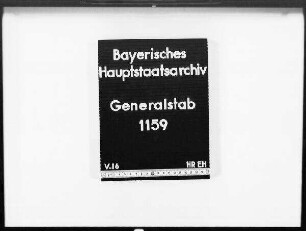 Bayerisches
Hauptstaatsarchiv
Generalstab
1159
V.16 HR EH